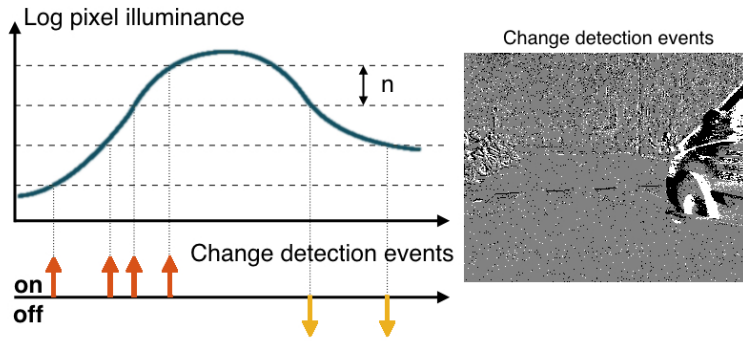 Log pixel illuminance
n
Change detection events
on
off
Change detection events